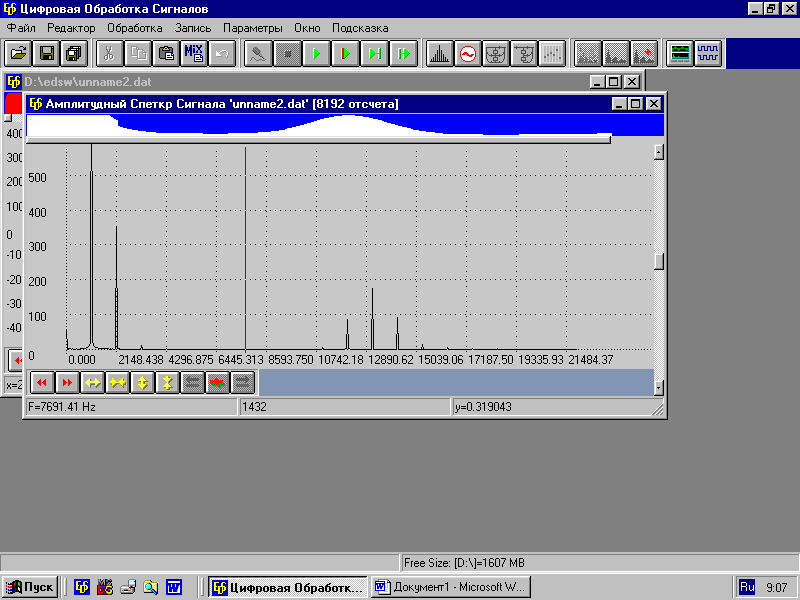 Цифровая Обработка Сигналов
Файл Редактор Обработка Запись Параметры Окно Подсказка
MiX
D:\edsw\unname2.dat
Амплитудный Спектр Сигнала 'unname2.dat' [8192 отсчета]
400
300
200
100
0
-10
-20
-30
-40
500
400
300
200
100
0
0.000 2148.438 4296.875 6445.313 8593.750 10742.18 12890.62 15039.06 17187.50 19335.93 21484.37
x=2
F=7691.41 Hz 1432 y=0.319043
Free Size: [D:\]=1607 MB
Пуск Цифровая Обработк... Документ1 - Microsoft W... Ru 9:07